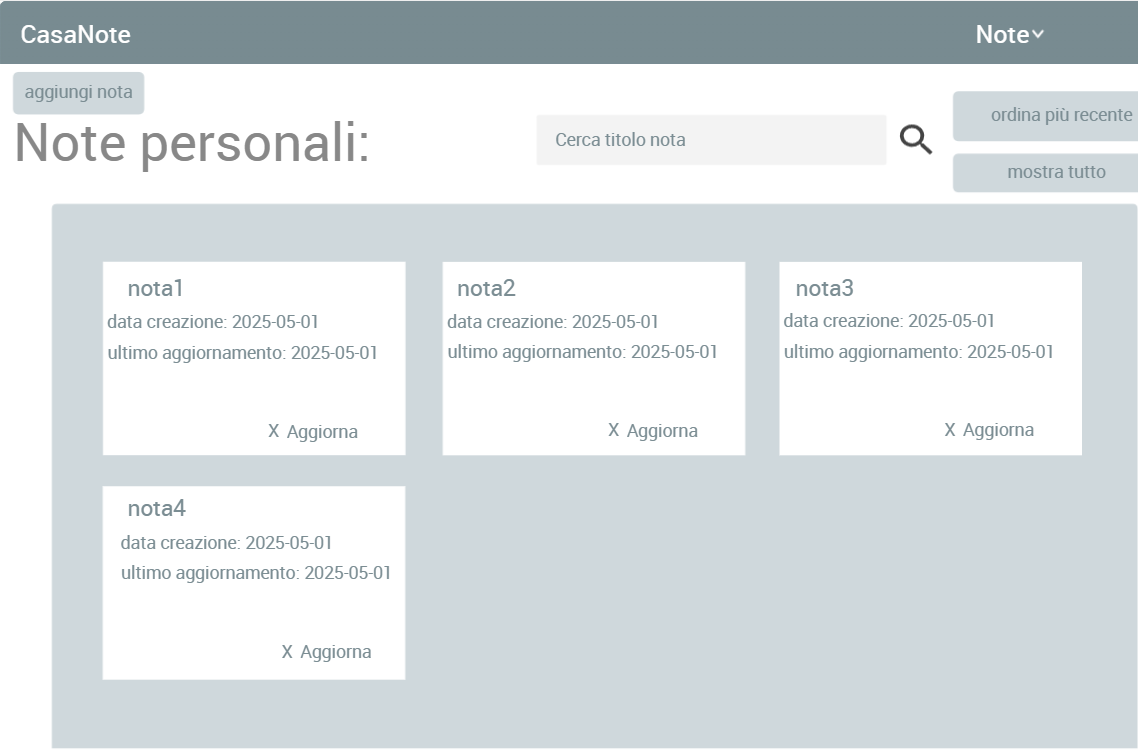 CasaNote
Note
aggiungi nota
Note personali:
Cerca titolo nota
ordina più recente
mostra tutto
nota1
data creazione: 2025-05-01
ultimo aggiornamento: 2025-05-01
X Aggiorna
nota2
data creazione: 2025-05-01
ultimo aggiornamento: 2025-05-01
X Aggiorna
nota3
data creazione: 2025-05-01
ultimo aggiornamento: 2025-05-01
X Aggiorna
nota4
data creazione: 2025-05-01
ultimo aggiornamento: 2025-05-01
X Aggiorna